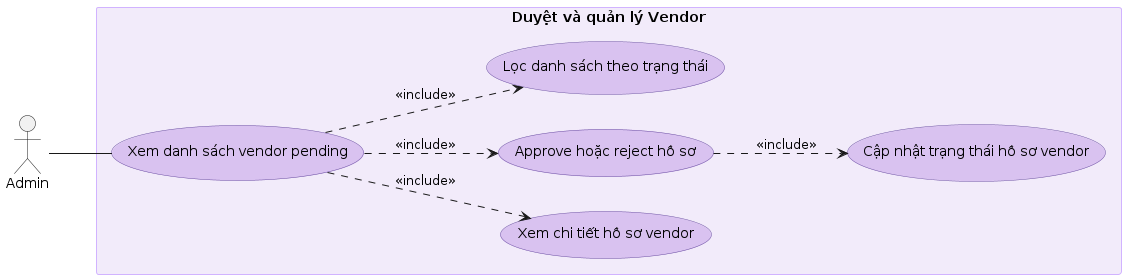 Duyệt và quản lý Vendor
Lọc danh sách theo trạng thái
«include»
Admin
Xem danh sách vendor pending
«include»
Approve hoặc reject hồ sơ
«include»
Cập nhật trạng thái hồ sơ vendor
«include»
Xem chi tiết hồ sơ vendor